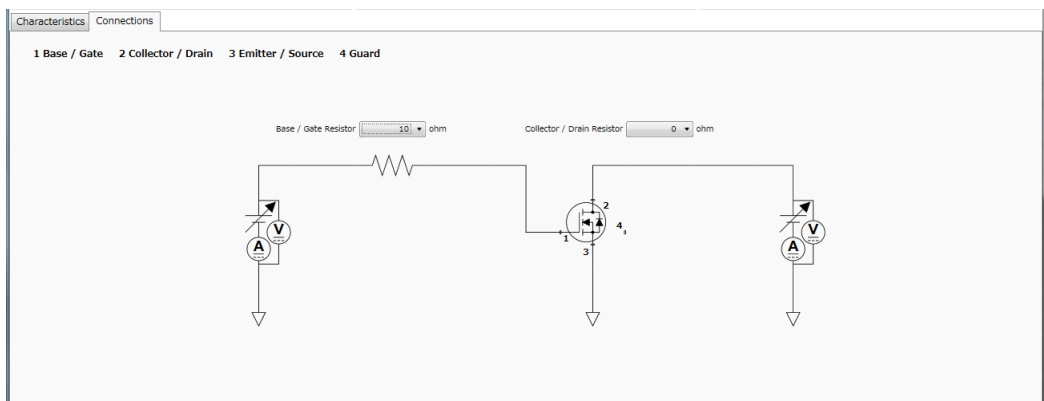 Characteristics Connections
1 Base / Gate 2 Collector / Drain 3 Emitter / Source 4 Guard
Base / Gate Resistor 10 ohm Collector / Drain Resistor 0 ohm
2
V V
4
1
A A
3